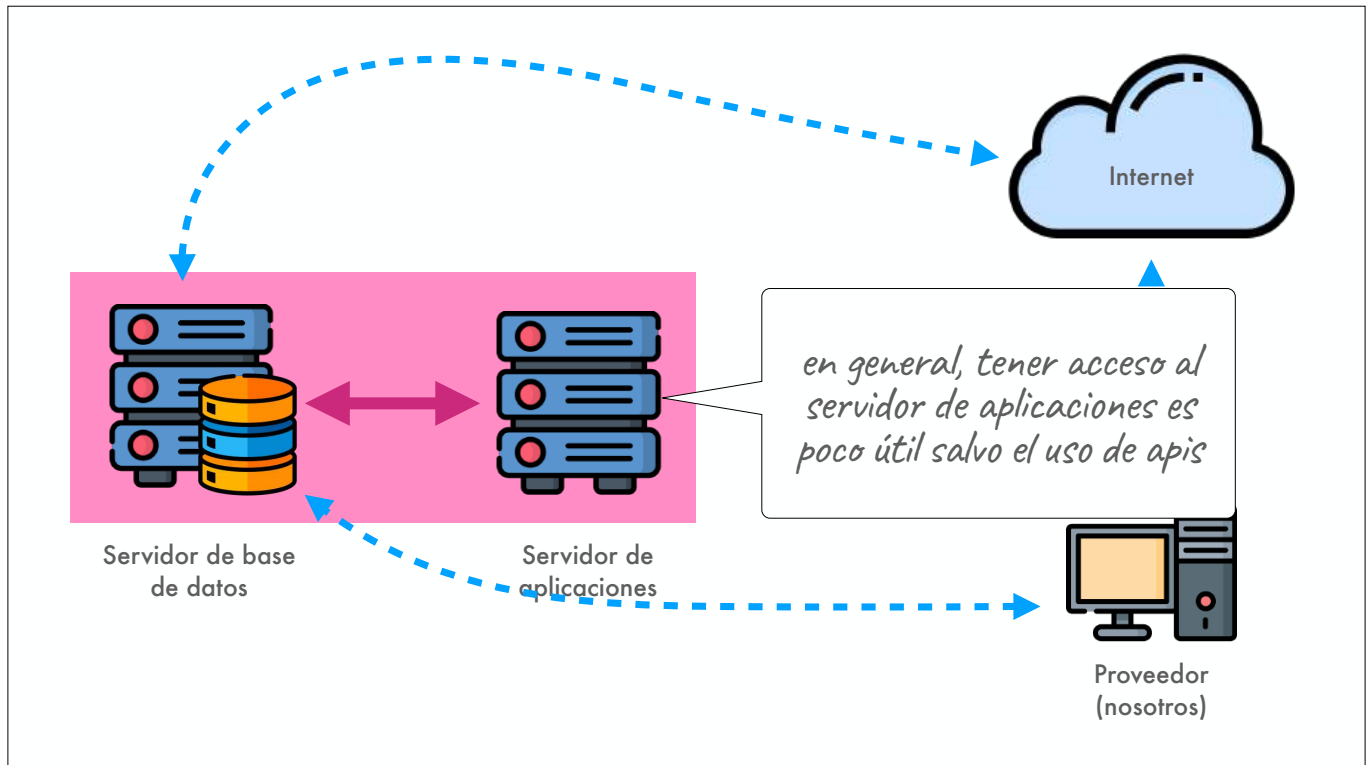 Internet
en general, tener acceso al
servidor de aplicaciones es
poco útil salvo el uso de apis
Servidor de base
de datos
Servidor de
aplicaciones
Proveedor
(nosotros)